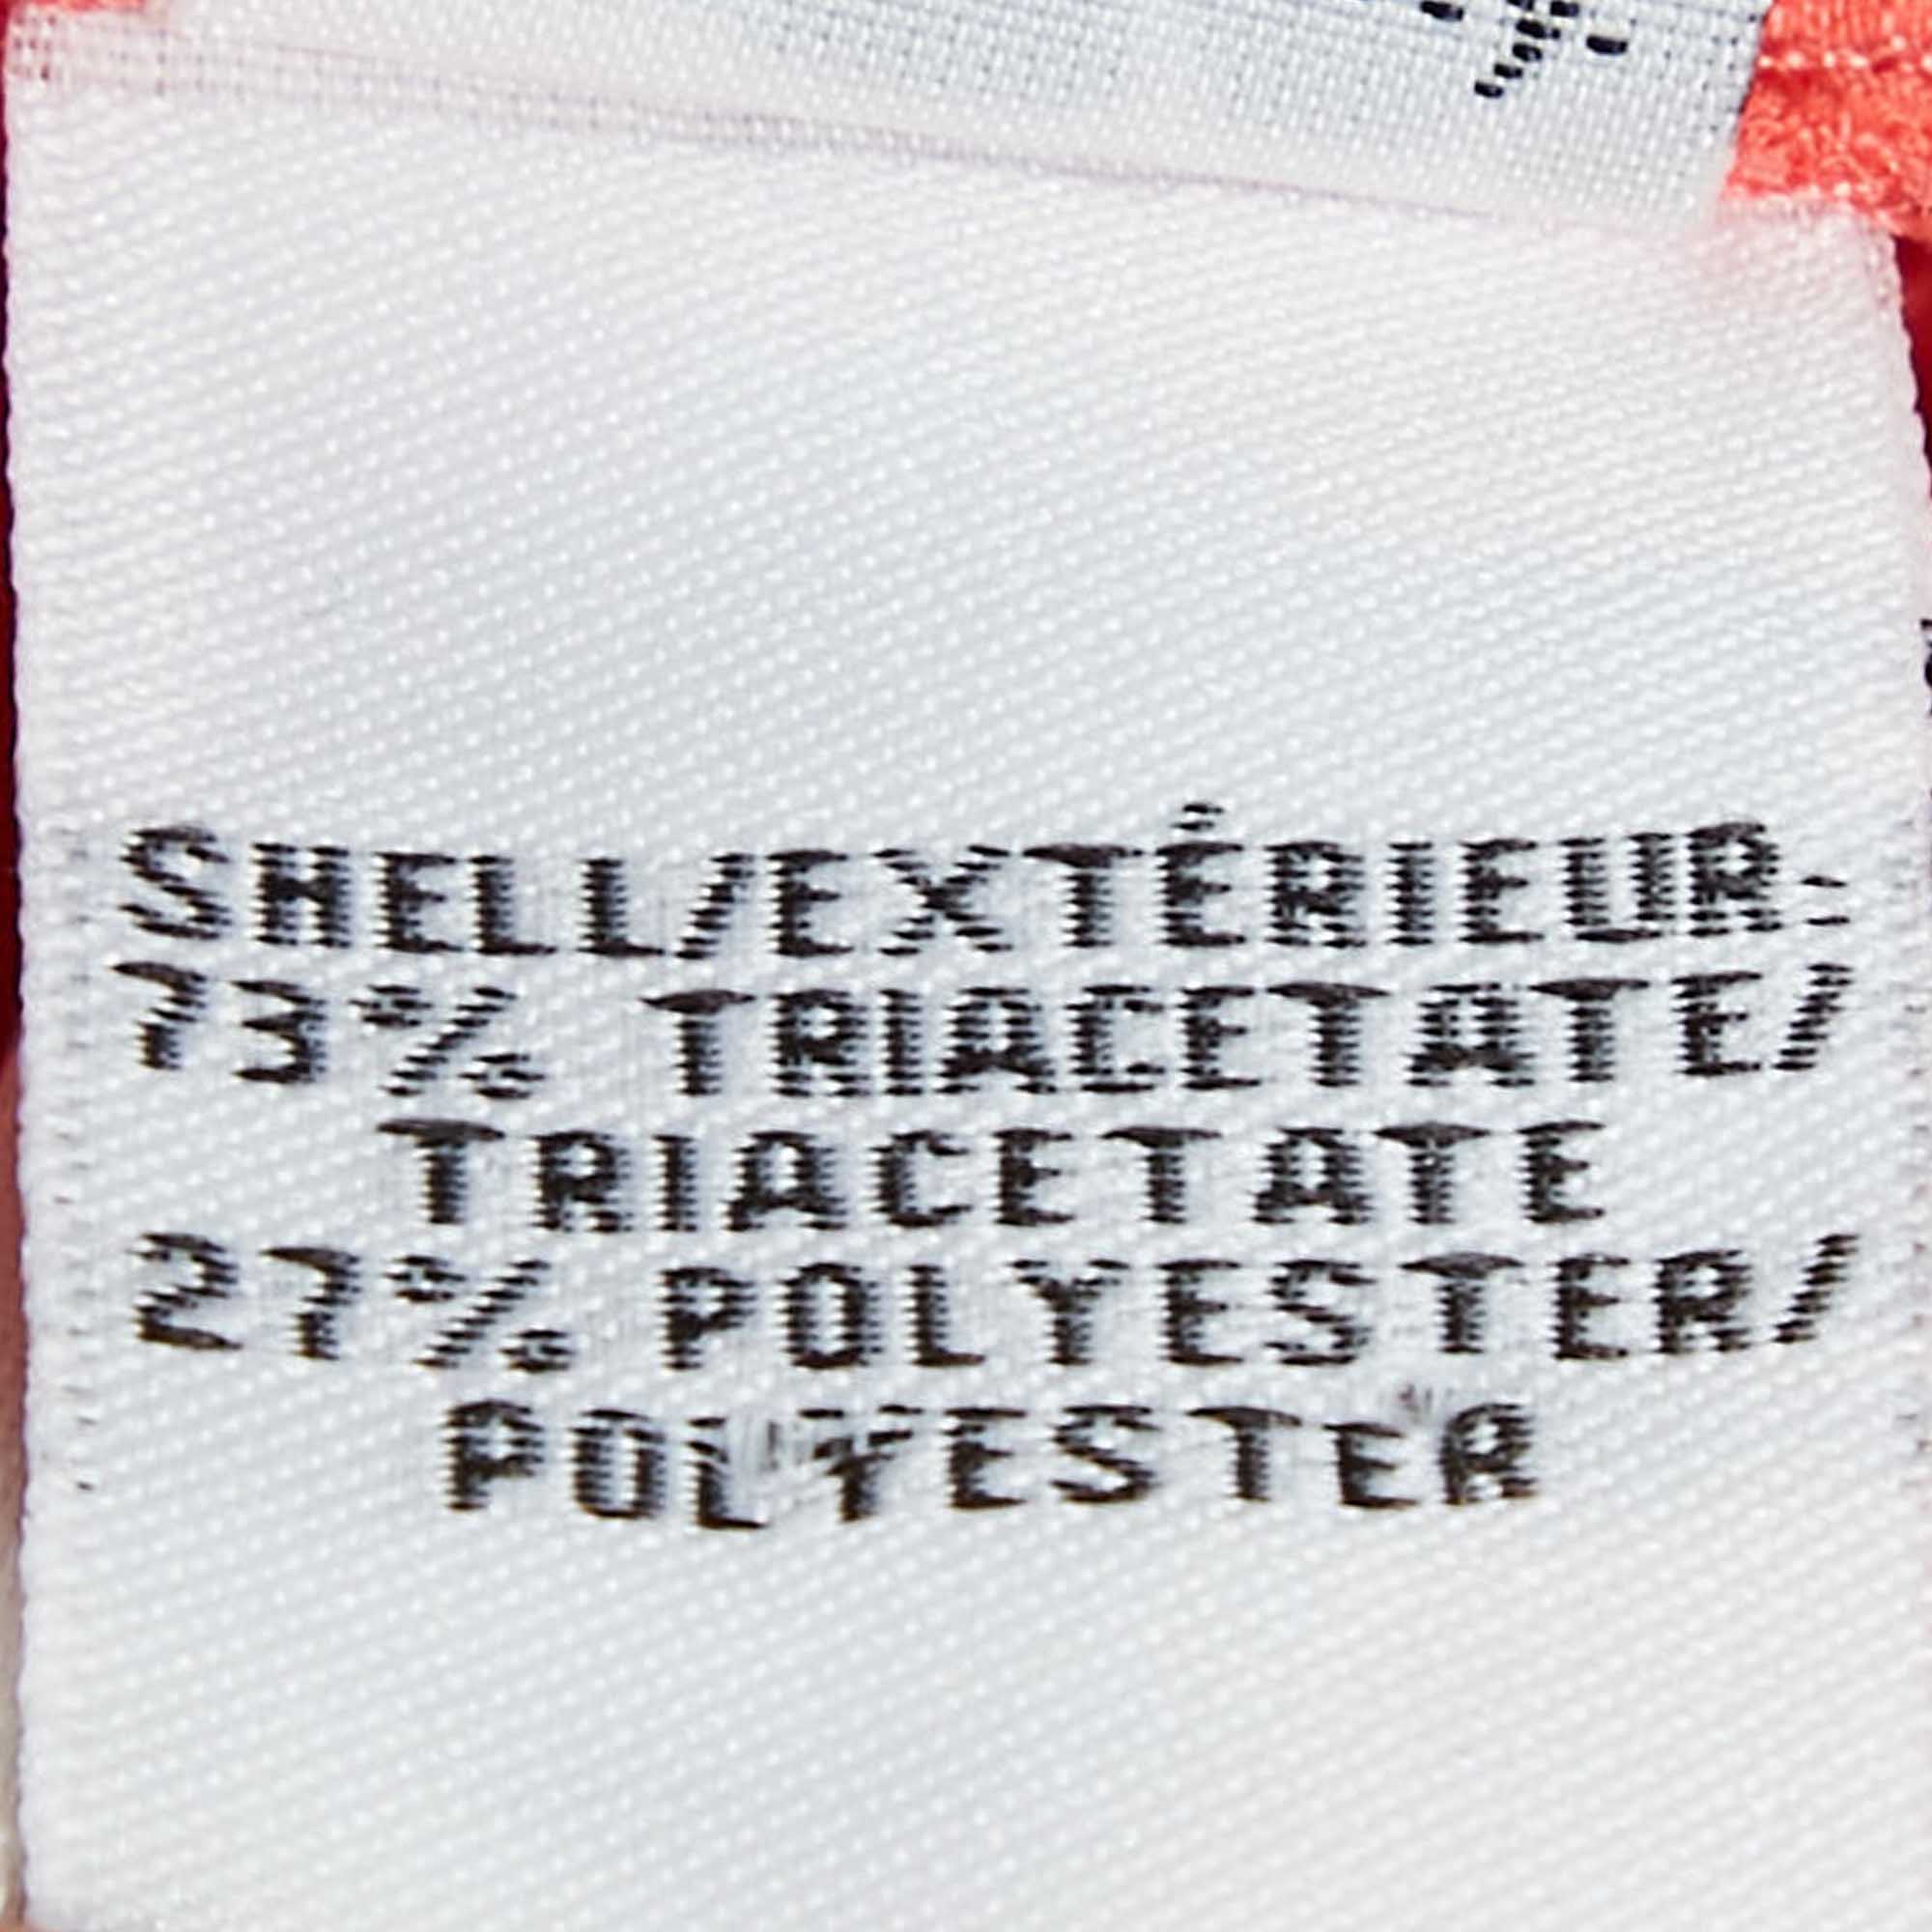 SHELL/EXTÉRIEUR:
73% TRIACETATE/
TRIACETATE
27% POLYESTER/
POLYESTER